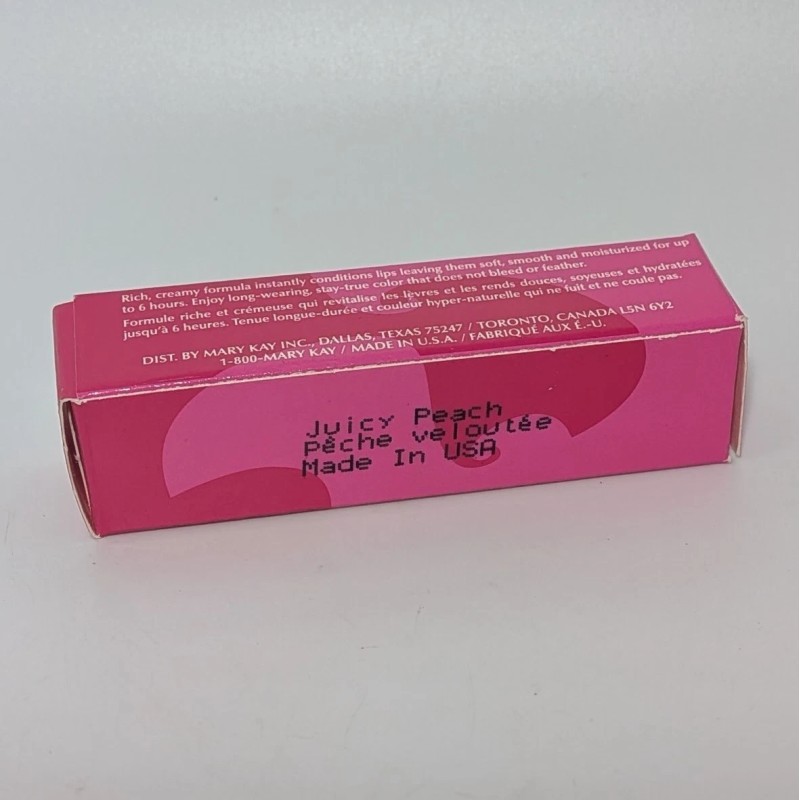 Rich, creamy formula instantly conditions lips leaving them soft, smooth and moisturized for up
to 6 hours. Enjoy long-wearing, stay-true color that does not bleed or feather.
Formule riche et crémeuse qui revitalise les lèvres et les rends douces, soyeuses et hydratées
jusqu'à 6 heures. Tenue longue-durée et couleur hyper-naturelle qui ne fuit et ne coule pas.
DIST. BY MARY KAY INC., DALLAS, TEXAS 75247 / TORONTO, CANADA L5N 6Y2
1-800-MARY KAY / MADE IN U.S.A. / FABRIQUÉ AUX É.-U.
Juicy Peach
Pêche veloutée
Made In USA